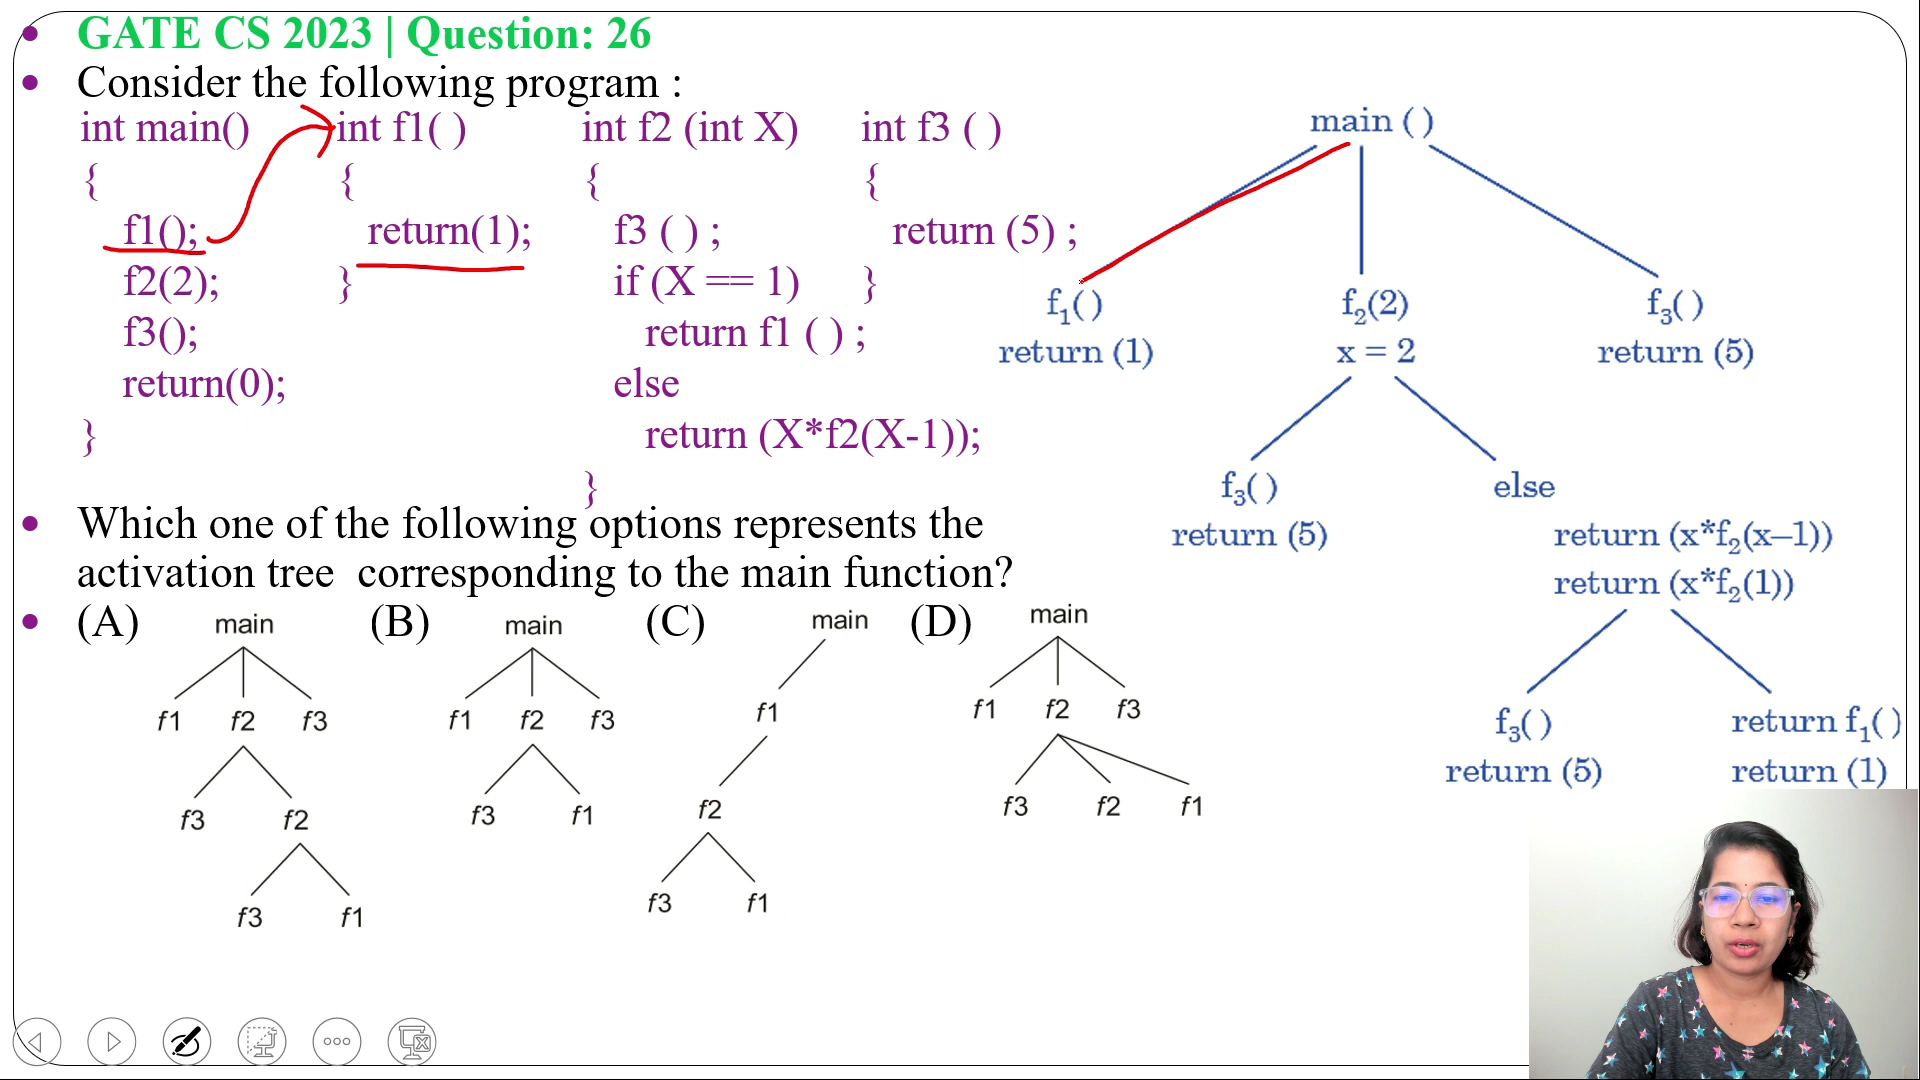 GATE CS 2023 | Question: 26
Consider the following program :
int main()
{
f1();
f2(2);
f3();
return(0);
}
int f1( )
{
return(1);
}
int f2 (int X)
{
f3 ( ) ;
if (X == 1)
return f1 ( ) ;
else
return (X*f2(X-1));
}
int f3 ( )
{
return (5) ;
}
Which one of the following options represents the
activation tree corresponding to the main function?
(A)
main
f1 f2 f3
f3 f2
f3 f1
(B)
main
f1 f2 f3
f3 f1
(C)
main
f1
f2
f3 f1
(D)
main
f1 f2 f3
f3 f2 f1
main ( )
f1( ) f2(2) f3( )
return (1) x = 2 return (5)
f3( ) else
return (5) return (x*f2(x–1))
return (x*f2(1))
f3( ) return f1( )
return (5) return (1)